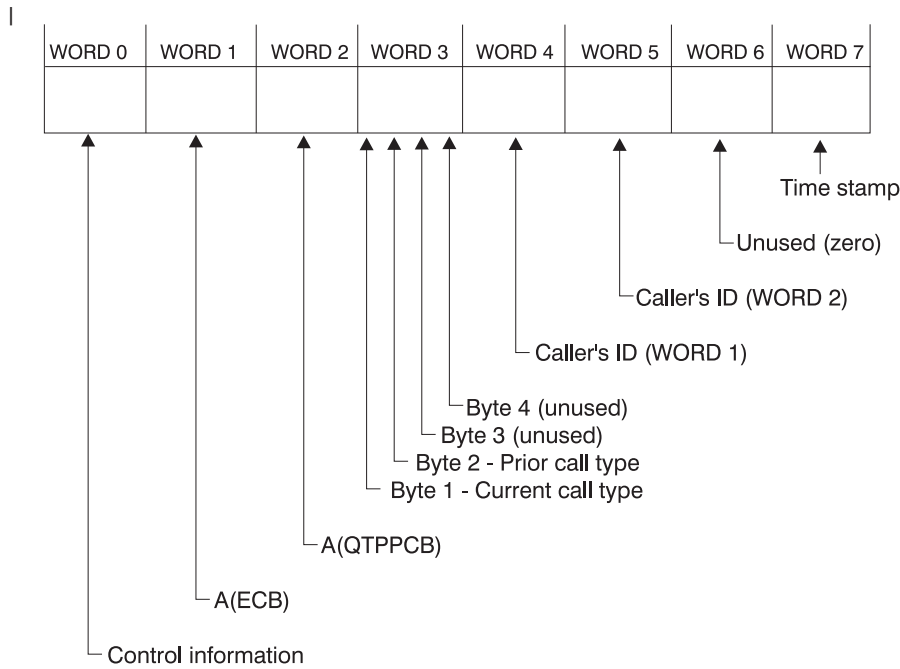 WORD 0 WORD 1 WORD 2 WORD 3 WORD 4 WORD 5 WORD 6 WORD 7
Time stamp
Unused (zero)
Caller's ID (WORD 2)
Caller's ID (WORD 1)
Byte 4 (unused)
Byte 3 (unused)
Byte 2 - Prior call type
Byte 1 - Current call type
A(QTPPCB)
A(ECB)
Control information